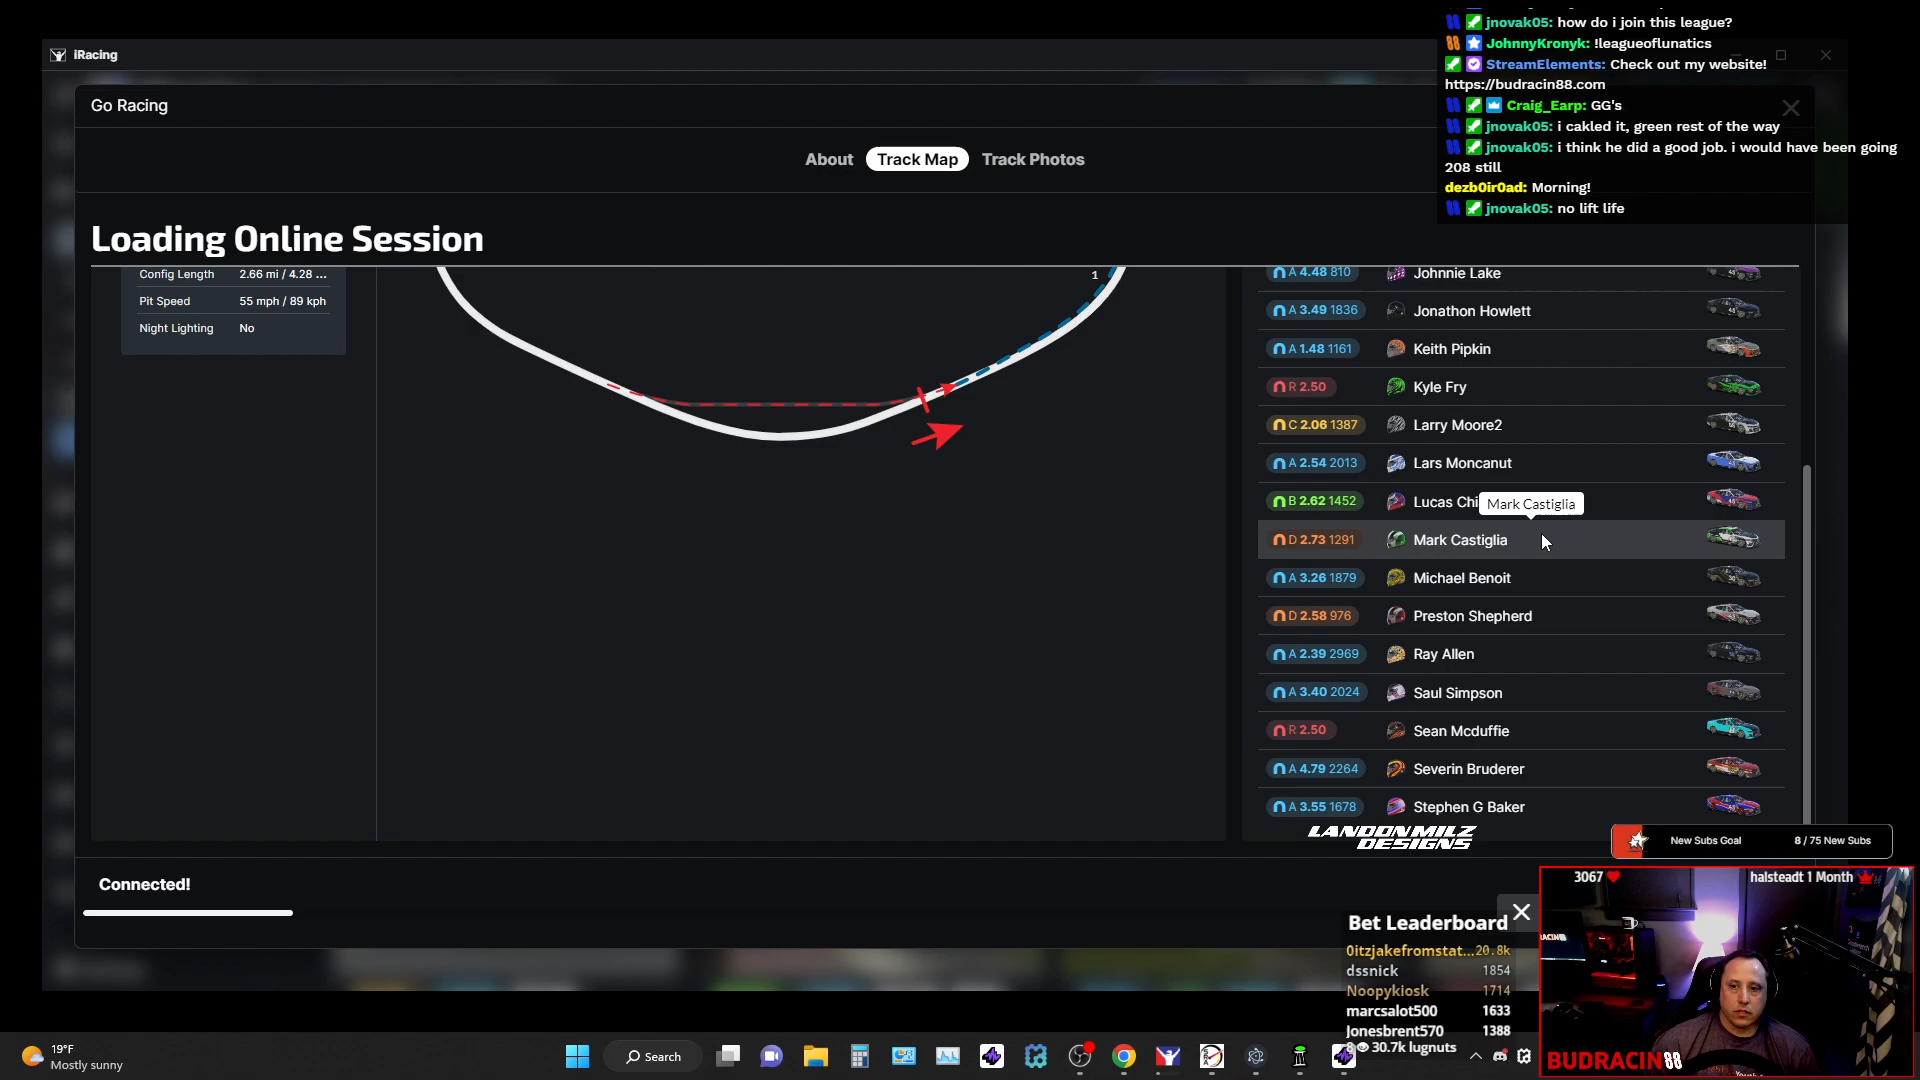 iRacing
Go Racing
About
Track Map
Track Photos
Loading Online Session
Config Length 2.66 mi / 4.28 ...
Pit Speed 55 mph / 89 kph
Night Lighting No
1
A 4.48 810 Johnnie Lake
A 3.49 1836 Jonathon Howlett
A 1.48 1161 Keith Pipkin
R 2.50 Kyle Fry
C 2.06 1387 Larry Moore2
A 2.54 2013 Lars Moncanut
B 2.62 1452 Lucas Chi
Mark Castiglia
D 2.73 1291 Mark Castiglia
A 3.26 1879 Michael Benoit
D 2.58 976 Preston Shepherd
A 2.39 2969 Ray Allen
A 3.40 2024 Saul Simpson
R 2.50 Sean Mcduffie
A 4.79 2264 Severin Bruderer
A 3.55 1678 Stephen G Baker
jnovak05: how do i join this league?
JohnnyKronyk: !leagueoflunatics
StreamElements: Check out my website!
https://budracin88.com
Craig_Earp: GG's
jnovak05: i cakled it, green rest of the way
jnovak05: i think he did a good job. i would have been going
208 still
dezb0ir0ad: Morning!
jnovak05: no lift life
LANDONMILZ
DESIGNS
New Subs Goal 8 / 75 New Subs
Connected!
Bet Leaderboard
0itzjakefromstat...20.8k
dssnick 1854
Noopykiosk 1714
marcsalot500 1633
Jonesbrent570 1388
8 30.7k lugnuts
3067
halsteadt 1 Month
BUDRACIN88
19°F
Mostly sunny
Search